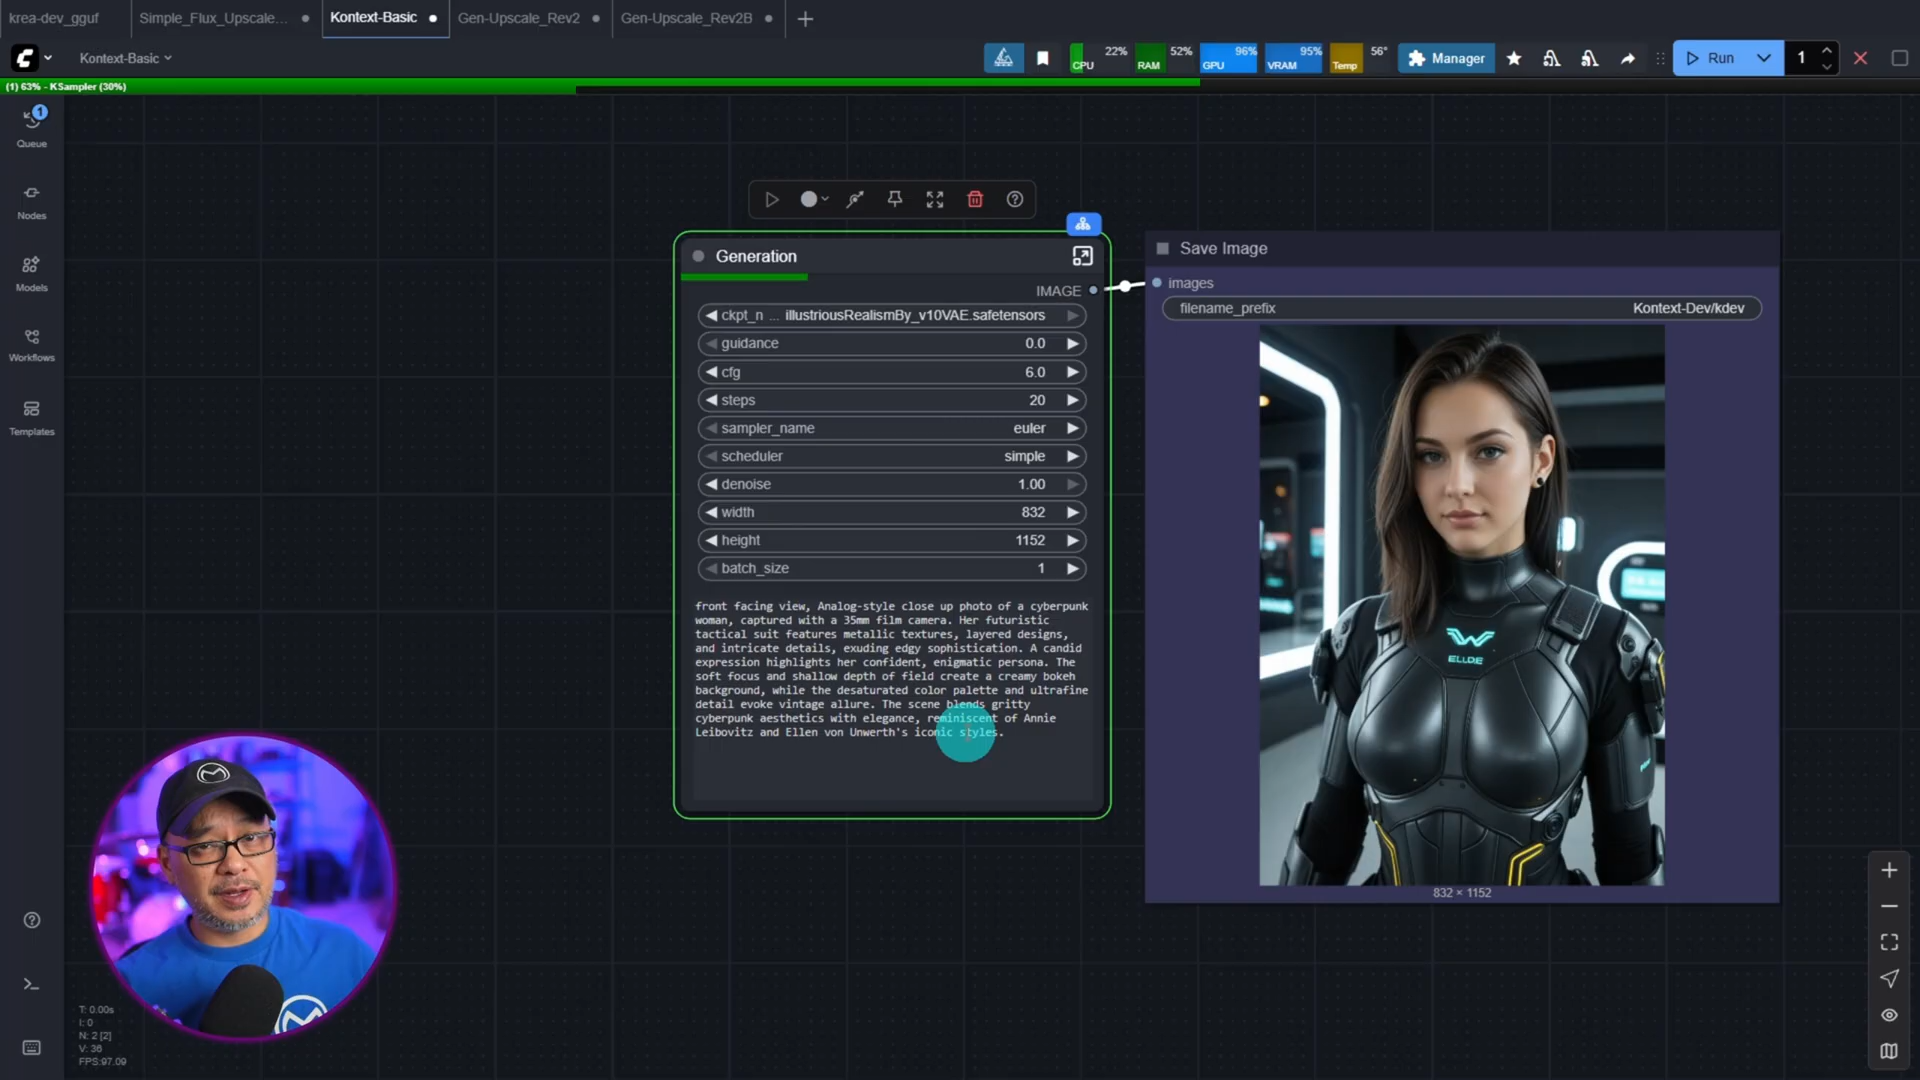 krea-dev_gguf
Simple_Flux_Upscale...
Kontext-Basic
Gen-Upscale_Rev2
Gen-Upscale_Rev2B
Kontext-Basic
CPU
22%
RAM
52%
GPU
96%
VRAM
95%
Temp
56°
Manager
Run
1
(1) 63% - KSampler (30%)
1
Queue
Nodes
Models
Workflows
Templates
Generation
IMAGE
ckpt_n ... illustriousRealismBy_v10VAE.safetensors
guidance 0.0
cfg 6.0
steps 20
sampler_name euler
scheduler simple
denoise 1.00
width 832
height 1152
batch_size 1
front facing view, Analog-style close up photo of a cyberpunk
woman, captured with a 35mm film camera. Her futuristic
tactical suit features metallic textures, layered designs,
and intricate details, exuding edgy sophistication. A candid
expression highlights her confident, enigmatic persona. The
soft focus and shallow depth of field create a creamy bokeh
background, while the desaturated color palette and ultrafine
detail evoke vintage allure. The scene blends gritty
cyberpunk aesthetics with elegance, reminiscent of Annie
Leibovitz and Ellen von Unwerth's iconic styles.
Save Image
images
filename_prefix Kontext-Dev/kdev
ELLDE
832 × 1152
T: 0.00s
I: 0
N: 2 [2]
V: 36
FPS:97.09